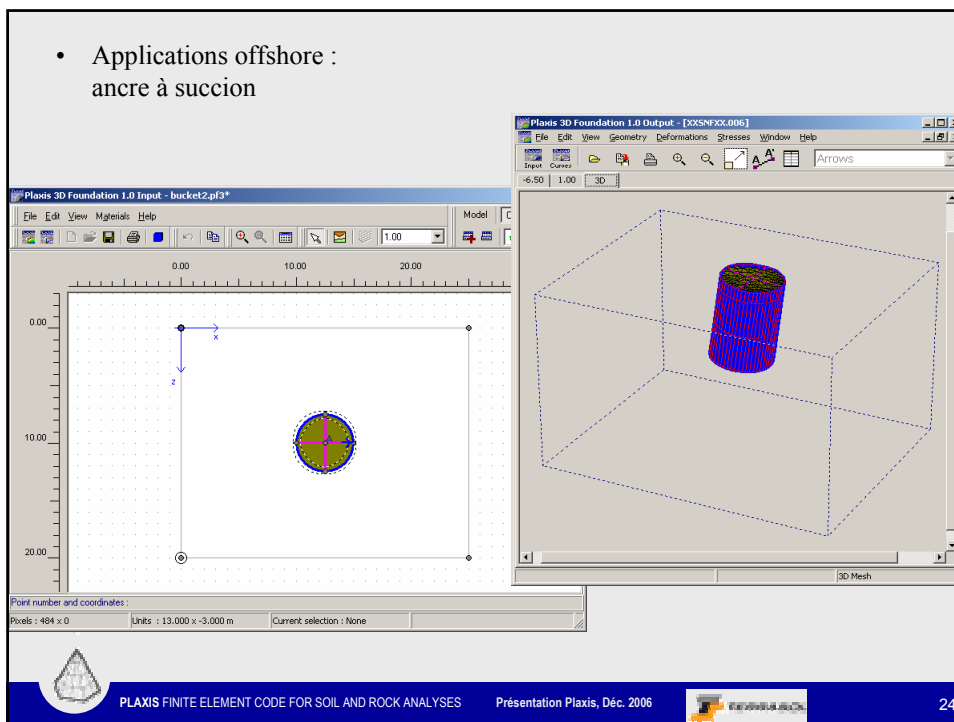 • Applications offshore :
ancre à succion
Plaxis 3D Foundation 1.0 Output - [XXSNFXX.006]
File Edit View Geometry Deformations Stresses Window Help
Input Curves A A* Arrows
-6.50 1.00 3D
3D Mesh
Plaxis 3D Foundation 1.0 Input - bucket2.pf3*
File Edit View Materials Help
Model
1.00
0.00 10.00 20.00
0.00
x
z
10.00
A
20.00
Point number and coordinates :
Pixels : 484 x 0 Units : 13.000 x -3.000 m Current selection : None
PLAXIS FINITE ELEMENT CODE FOR SOIL AND ROCK ANALYSES Présentation Plaxis, Déc. 2006
24